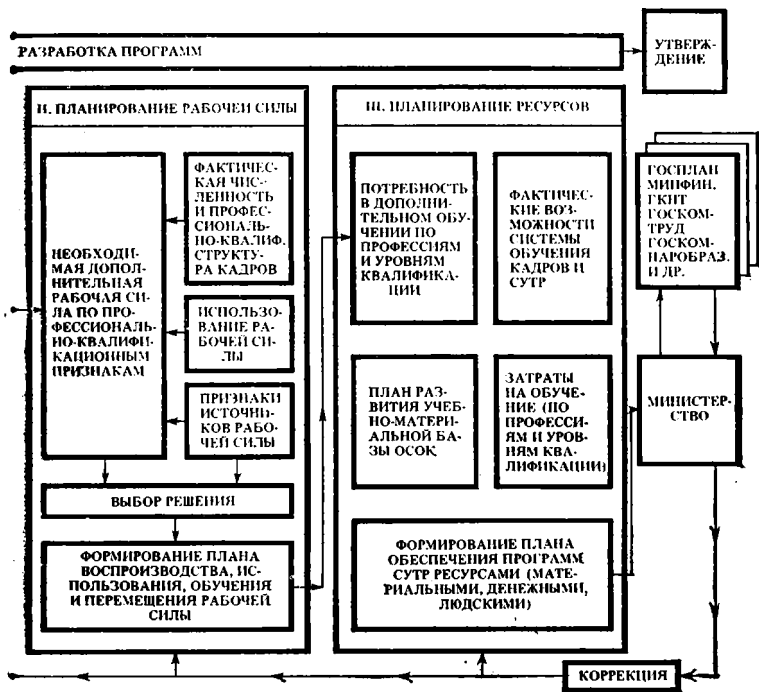 РАЗРАБОТКА ПРОГРАММ
УТВЕРЖ-
ДЕНИЕ
II. ПЛАНИРОВАНИЕ РАБОЧЕЙ СИЛЫ
НЕОБХОДИ-
МАЯ ДОПОЛ-
НИТЕЛЬНАЯ
РАБОЧАЯ СИ-
ЛА ПО ПРО-
ФЕССИОНАЛЬ-
НО-КВАЛИФИ-
КАЦИОННЫМ
ПРИЗНАКАМ
ФАКТИЧЕС-
КАЯ ЧИС-
ЛЕННОСТЬ
И ПРОФЕС-
СИОНАЛЬ-
НО-КВАЛИФ.
СТРУКТУ-
РА КАДРОВ
ИСПОЛЬЗО-
ВАНИЕ РА-
БОЧЕЙ СИ-
ЛЫ
ПРИЗНАКИ
ИСТОЧНИ-
КОВ РАБО-
ЧЕЙ СИЛЫ
ВЫБОР РЕШЕНИЯ
ФОРМИРОВАНИЕ ПЛАНА
ВОСПРОИЗВОДСТВА, ИС-
ПОЛЬЗОВАНИЯ, ОБУЧЕНИЯ
И ПЕРЕМЕЩЕНИЯ РАБОЧЕЙ
СИЛЫ
III. ПЛАНИРОВАНИЕ РЕСУРСОВ
ПОТРЕБНОСТЬ
В ДОПОЛНИ-
ТЕЛЬНОМ ОБУ-
ЧЕНИИ ПО
ПРОФЕССИЯМ
И УРОВНЯМ
КВАЛИФИКА-
ЦИИ
ФАКТИЧЕС-
КИЕ ВОЗ-
МОЖНОСТИ
СИСТЕМЫ
ОБУЧЕНИЯ
КАДРОВ И
СУТР
ПЛАН РАЗ-
ВИТИЯ УЧЕБ-
НО-МАТЕРИ-
АЛЬНОЙ БА-
ЗЫ ОСОК
ЗАТРАТЫ
НА ОБУЧЕ-
НИЕ (ПО
ПРОФЕССИ-
ЯМ И УРОВ-
НЯМ КВА-
ЛИФИКАЦИИ)
ФОРМИРОВАНИЕ ПЛАНА
ОБЕСПЕЧЕНИЯ ПРОГРАММ
СУТР РЕСУРСАМИ (МАТЕ-
РИАЛЬНЫМИ, ДЕНЕЖНЫМИ,
ЛЮДСКИМИ)
ГОСПЛАН
МИНФИН,
ГКНТ
ГОСКОМ-
ТРУД
ГОСКОМ-
НАРОБРАЗ.
И ДР.
МИНИСТЕР-
СТВО
КОРРЕКЦИЯ